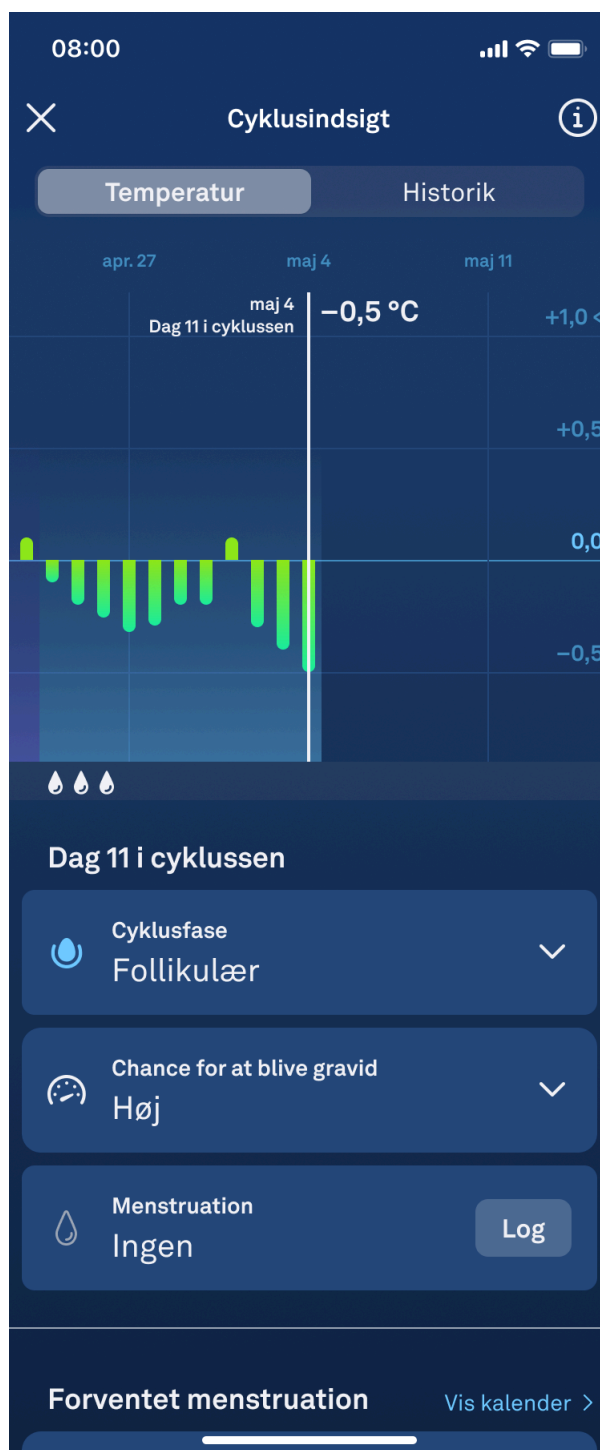 08:00
Cyklusindsigt
Temperatur
Historik
apr. 27
maj 4
maj 11
maj 4
Dag 11 i cyklussen
−0,5 °C
+1,0
+0,5
0,0
−0,5
Dag 11 i cyklussen
Cyklusfase
Follikulær
Chance for at blive gravid
Høj
Menstruation
Ingen
Log
Forventet menstruation
Vis kalender >